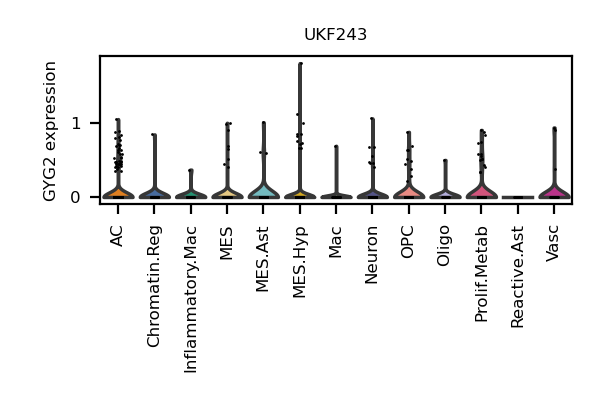 UKF243
GYG2 expression
1
0
AC
Chromatin.Reg
Inflammatory.Mac
MES
MES.Ast
MES.Hyp
Mac
Neuron
OPC
Oligo
Prolif.Metab
Reactive.Ast
Vasc